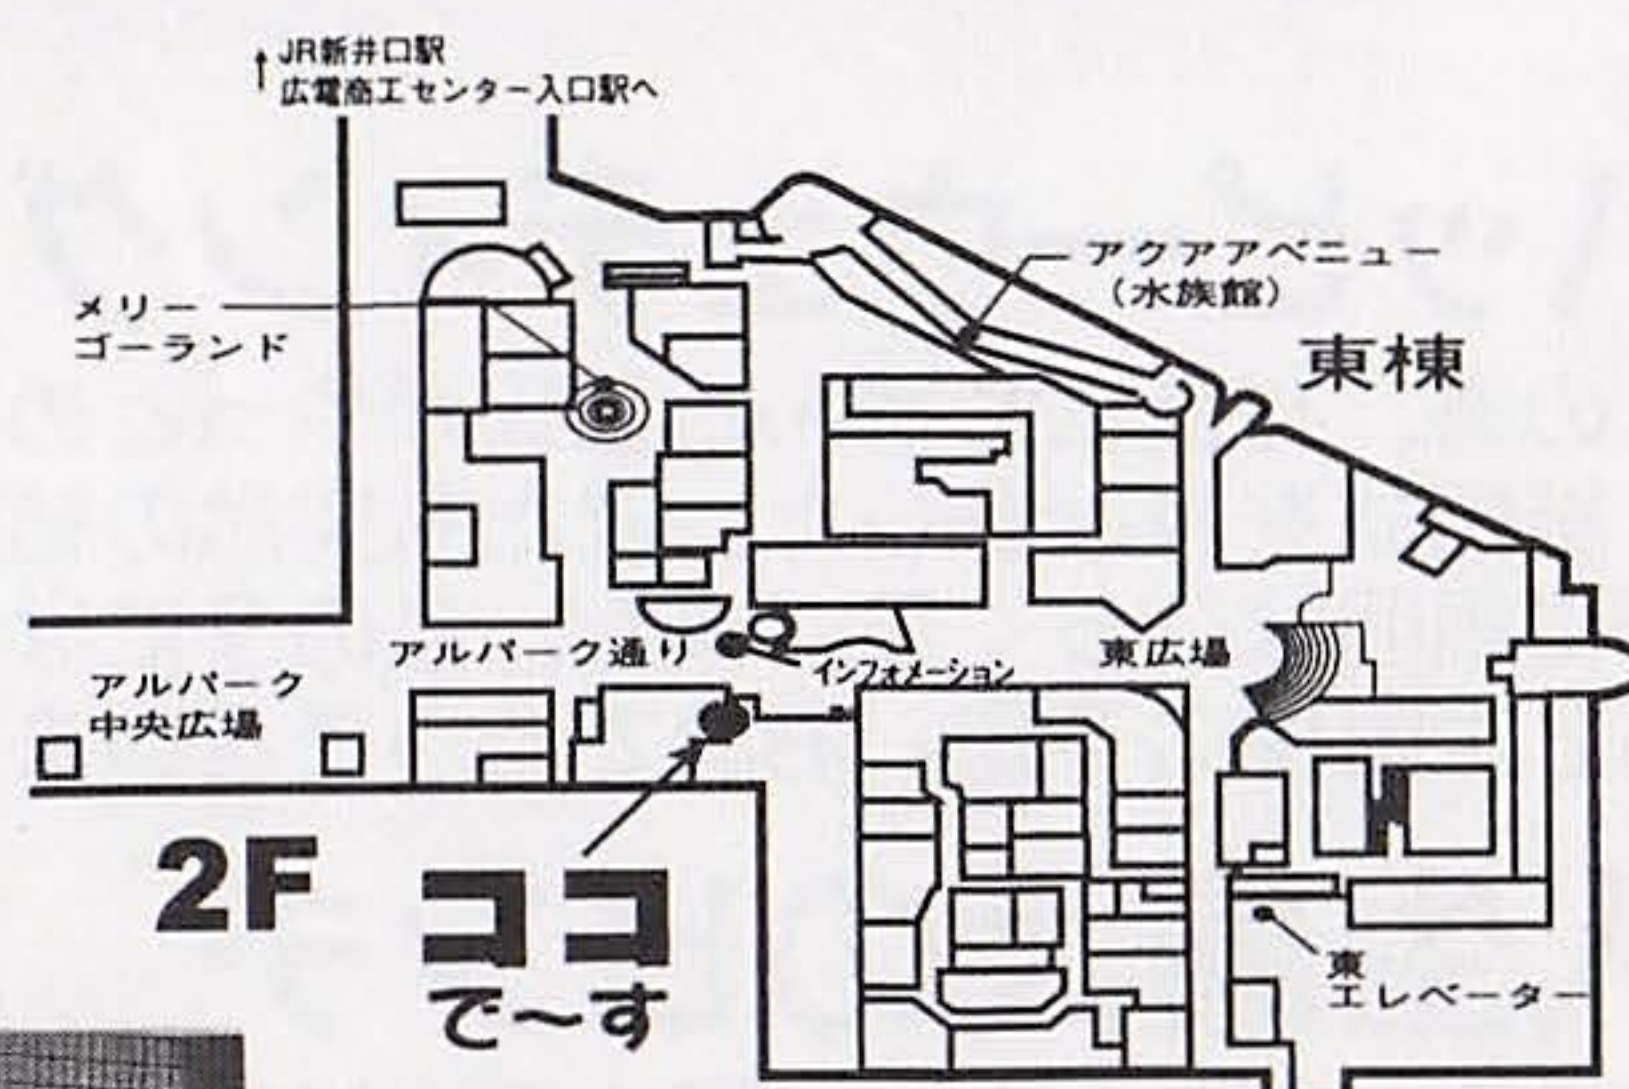 ↑JR新井口駅
広電商工センター入口駅へ
アクアアベニュー
（水族館）
メリー
ゴーランド
東棟
アルパーク通り
インフォメーション
東広場
アルパーク
中央広場
2F
ココ
で〜す
東
エレベーター